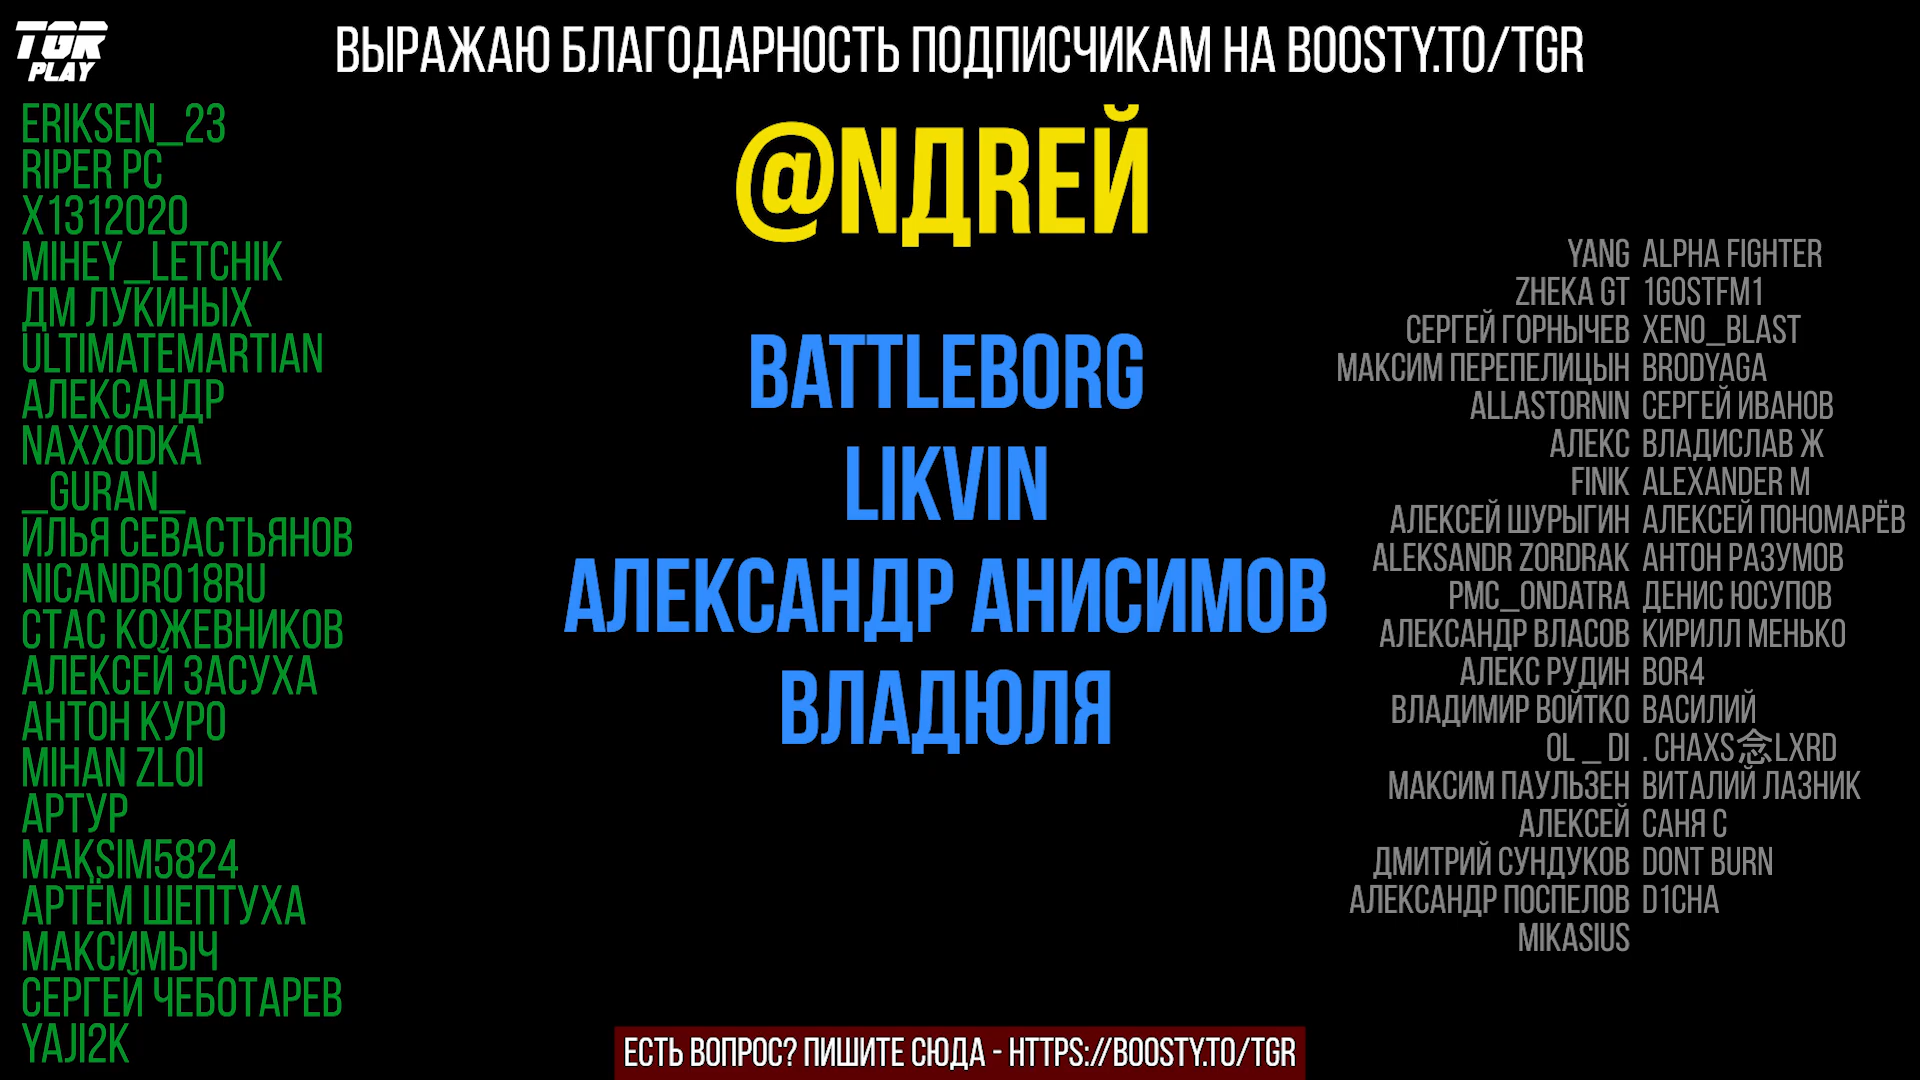 TGR
PLAY
ВЫРАЖАЮ БЛАГОДАРНОСТЬ ПОДПИСЧИКАМ НА BOOSTY.TO/TGR
ERIKSEN_23
RIPER PC
X1312020
MIHEY_LETCHIK
ДМ ЛУКИНЫХ
ULTIMATEMARTIAN
АЛЕКСАНДР
NAXXODKA
_GURAN_
ИЛЬЯ СЕВАСТЬЯНОВ
NICANDRO18RU
СТАС КОЖЕВНИКОВ
АЛЕКСЕЙ ЗАСУХА
АНТОН КУРО
MIHAN ZLOI
АРТУР
MAKSIM5824
АРТЁМ ШЕПТУХА
МАКСИМЫЧ
СЕРГЕЙ ЧЕБОТАРЕВ
YAJI2K
@NДRЕЙ
BATTLEBORG
LIKVIN
АЛЕКСАНДР АНИСИМОВ
ВЛАДЮЛЯ
YANG ALPHA FIGHTER
ZHEKA GT 1GOSTFM1
СЕРГЕЙ ГОРНЫЧЕВ XENO_BLAST
МАКСИМ ПЕРЕПЕЛИЦЫН BRODYAGA
ALLASTORNIN СЕРГЕЙ ИВАНОВ
АЛЕКС ВЛАДИСЛАВ Ж
FINIK ALEXANDER M
АЛЕКСЕЙ ШУРЫГИН АЛЕКСЕЙ ПОНОМАРЁВ
ALEKSANDR ZORDRAK АНТОН РАЗУМОВ
PMC_ONDATRA ДЕНИС ЮСУПОВ
АЛЕКСАНДР ВЛАСОВ КИРИЛЛ МЕНЬКО
АЛЕКС РУДИН BOR4
ВЛАДИМИР ВОЙТКО ВАСИЛИЙ
OL _ DI . CHAXS念LXRD
МАКСИМ ПАУЛЬЗЕН ВИТАЛИЙ ЛАЗНИК
АЛЕКСЕЙ САНЯ С
ДМИТРИЙ СУНДУКОВ DONT BURN
АЛЕКСАНДР ПОСПЕЛОВ D1CHA
MIKASIUS
ЕСТЬ ВОПРОС? ПИШИТЕ СЮДА - HTTPS://BOOSTY.TO/TGR